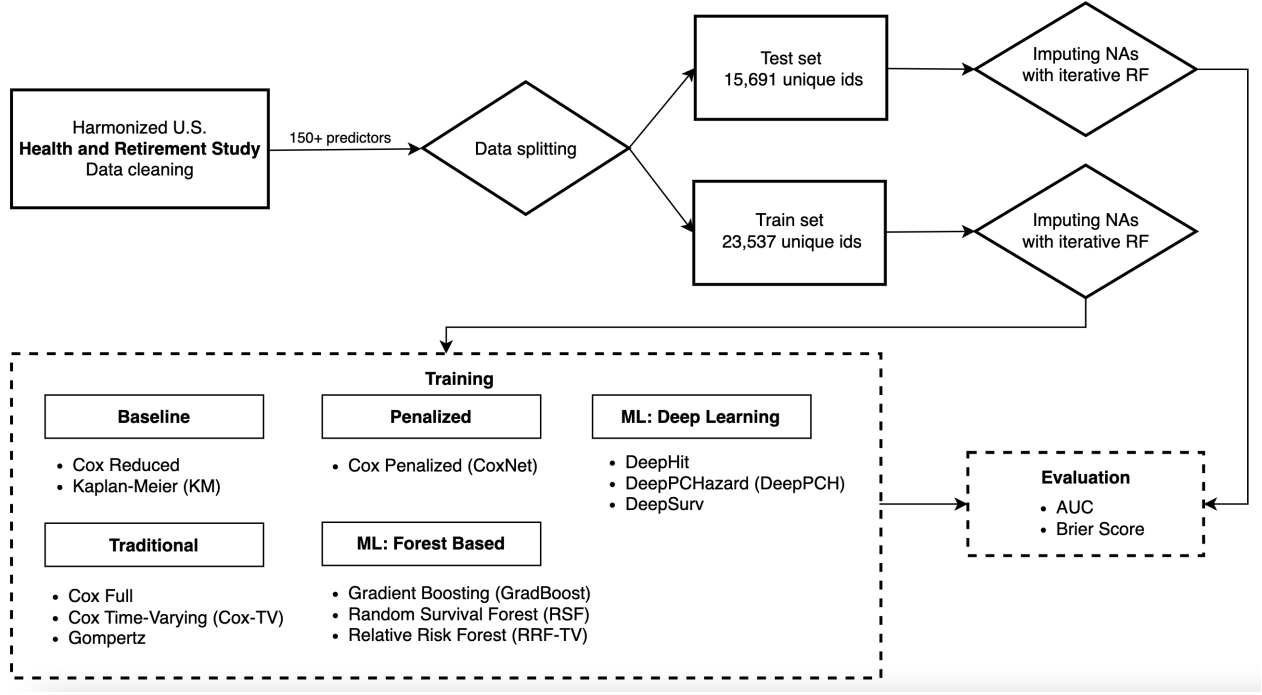 Harmonized U.S.
Health and Retirement Study
Data cleaning
150+ predictors
Data splitting
Test set
15,691 unique ids
Imputing NAs
with iterative RF
Train set
23,537 unique ids
Imputing NAs
with iterative RF
Training
Baseline
• Cox Reduced
• Kaplan-Meier (KM)
Penalized
• Cox Penalized (CoxNet)
ML: Deep Learning
• DeepHit
• DeepPCHazard (DeepPCH)
• DeepSurv
Traditional
• Cox Full
• Cox Time-Varying (Cox-TV)
• Gompertz
ML: Forest Based
• Gradient Boosting (GradBoost)
• Random Survival Forest (RSF)
• Relative Risk Forest (RRF-TV)
Evaluation
• AUC
• Brier Score